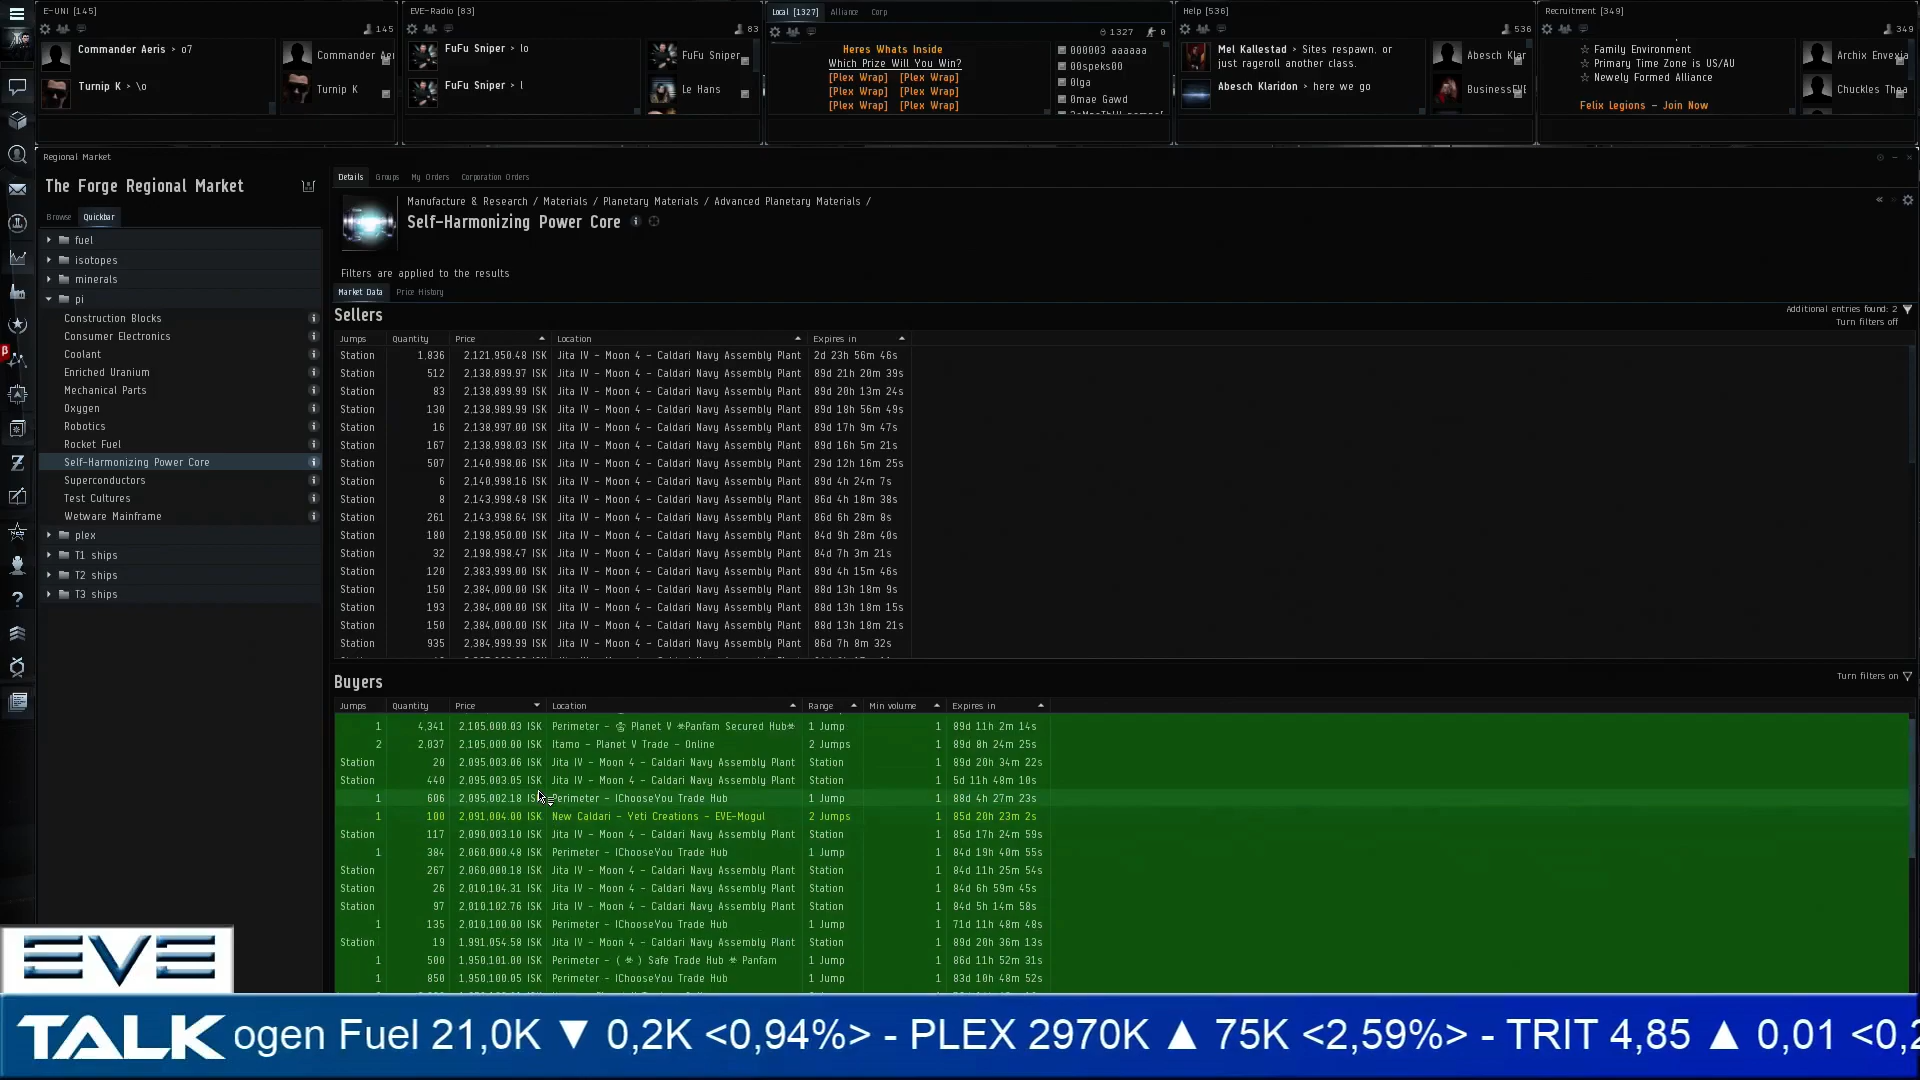 E-UNI [145]
145
Commander Aeris > o7
Turnip K > \o
Turnip K
EVE-Radio [83]
83
FuFu Sniper > lo
FuFu Sniper > l
FuFu Sniper
Le Hans
Local [1327]
Alliance
Corp
1327
0
Heres Whats Inside
Which Prize Will You Win?
[Plex Wrap] [Plex Wrap]
[Plex Wrap] [Plex Wrap]
[Plex Wrap] [Plex Wrap]
000003 aaaaaa
00speks00
0lga
0mae Gawd
Help [536]
536
Mel Kallestad > Sites respawn, or
just rageroll another class.
Abesch Klaridon > here we go
Recruitment [349]
349
☆ Family Environment
☆ Primary Time Zone is US/AU
☆ Newly Formed Alliance
Felix Legions - Join Now
Regional Market
The Forge Regional Market
Browse
Quickbar
fuel
isotopes
minerals
pi
Construction Blocks
Consumer Electronics
Coolant
Enriched Uranium
Mechanical Parts
Oxygen
Robotics
Rocket Fuel
Self-Harmonizing Power Core
Superconductors
Test Cultures
Wetware Mainframe
plex
T1 ships
T2 ships
T3 ships
Details
Groups
My Orders
Corporation Orders
Manufacture & Research / Materials / Planetary Materials / Advanced Planetary Materials /
Self-Harmonizing Power Core
Filters are applied to the results
Market Data
Price History
Sellers
Additional entries found: 2
Turn filters off
Jumps Quantity Price Location Expires in
Station 1.836 2,121,950.48 ISK Jita IV - Moon 4 - Caldari Navy Assembly Plant 2d 23h 56m 46s
Station 512 2,138,899.97 ISK Jita IV - Moon 4 - Caldari Navy Assembly Plant 89d 21h 20m 39s
Station 83 2,138,899.99 ISK Jita IV - Moon 4 - Caldari Navy Assembly Plant 89d 20h 13m 24s
Station 130 2,138,989.99 ISK Jita IV - Moon 4 - Caldari Navy Assembly Plant 89d 18h 56m 49s
Station 16 2,138,997.00 ISK Jita IV - Moon 4 - Caldari Navy Assembly Plant 89d 17h 9m 47s
Station 167 2,138,998.03 ISK Jita IV - Moon 4 - Caldari Navy Assembly Plant 89d 16h 5m 21s
Station 507 2,140,998.06 ISK Jita IV - Moon 4 - Caldari Navy Assembly Plant 29d 12h 16m 25s
Station 6 2,140,998.16 ISK Jita IV - Moon 4 - Caldari Navy Assembly Plant 89d 4h 24m 7s
Station 8 2,143,998.48 ISK Jita IV - Moon 4 - Caldari Navy Assembly Plant 86d 4h 18m 38s
Station 261 2,143,998.64 ISK Jita IV - Moon 4 - Caldari Navy Assembly Plant 86d 6h 28m 8s
Station 180 2,198,950.00 ISK Jita IV - Moon 4 - Caldari Navy Assembly Plant 84d 9h 28m 40s
Station 32 2,198,998.47 ISK Jita IV - Moon 4 - Caldari Navy Assembly Plant 84d 7h 3m 21s
Station 120 2,383,999.00 ISK Jita IV - Moon 4 - Caldari Navy Assembly Plant 89d 4h 15m 46s
Station 150 2,384,000.00 ISK Jita IV - Moon 4 - Caldari Navy Assembly Plant 88d 13h 18m 9s
Station 193 2,384,000.00 ISK Jita IV - Moon 4 - Caldari Navy Assembly Plant 88d 13h 18m 15s
Station 150 2,384,000.00 ISK Jita IV - Moon 4 - Caldari Navy Assembly Plant 88d 13h 18m 21s
Station 935 2,384,999.99 ISK Jita IV - Moon 4 - Caldari Navy Assembly Plant 86d 7h 8m 32s
Buyers
Turn filters on
Jumps Quantity Price Location Range Min volume Expires in
1 4,341 2,105,000.03 ISK Perimeter - Planet V Panfam Secured Hub 1 Jump 1 89d 11h 2m 14s
2 2,037 2,105,000.00 ISK Itamo - Planet V Trade - Online 2 Jumps 1 89d 8h 24m 25s
Station 20 2,095,003.06 ISK Jita IV - Moon 4 - Caldari Navy Assembly Plant Station 1 89d 20h 34m 22s
Station 440 2,095,003.05 ISK Jita IV - Moon 4 - Caldari Navy Assembly Plant Station 1 5d 11h 48m 10s
1 606 2,095,002.18 ISK Perimeter - IChooseYou Trade Hub 1 Jump 1 88d 4h 27m 23s
1 100 2,091,004.00 ISK New Caldari - Yeti Creations - EVE-Mogul 2 Jumps 1 85d 20h 23m 2s
Station 117 2,090,003.10 ISK Jita IV - Moon 4 - Caldari Navy Assembly Plant Station 1 85d 17h 24m 59s
1 384 2,060,000.48 ISK Perimeter - IChooseYou Trade Hub 1 Jump 1 84d 19h 40m 55s
Station 267 2,060,000.18 ISK Jita IV - Moon 4 - Caldari Navy Assembly Plant Station 1 84d 11h 25m 54s
Station 26 2,010,104.31 ISK Jita IV - Moon 4 - Caldari Navy Assembly Plant Station 1 84d 6h 59m 45s
Station 97 2,010,102.76 ISK Jita IV - Moon 4 - Caldari Navy Assembly Plant Station 1 84d 5h 14m 58s
1 135 2,010,100.00 ISK Perimeter - IChooseYou Trade Hub 1 Jump 1 71d 11h 48m 48s
Station 19 1,991,054.58 ISK Jita IV - Moon 4 - Caldari Navy Assembly Plant Station 1 89d 20h 36m 13s
1 500 1,950,101.00 ISK Perimeter - ( ) Safe Trade Hub Panfam 1 Jump 1 86d 11h 52m 31s
1 850 1,950,100.05 ISK Perimeter - IChooseYou Trade Hub 1 Jump 1 83d 10h 48m 52s
EVE
TALK
ogen Fuel 21,0K ▼ 0,2K <0,94%> - PLEX 2970K ▲ 75K <2,59%> - TRIT 4,85 ▲ 0,01 <0,2